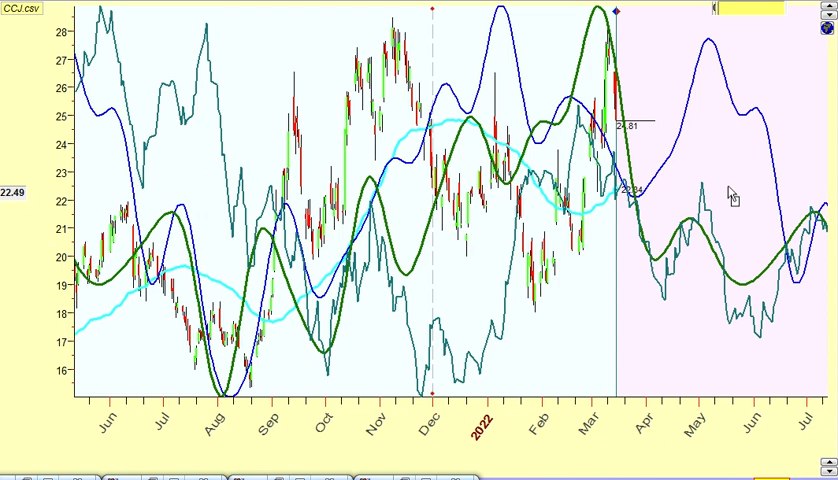 CCJ.csv
28
27
26
25
24
23
22.49
22
21
20
19
18
17
16
24.81
22.34
Jun
Jul
Aug
Sep
Oct
Nov
Dec
2022
Feb
Mar
Apr
May
Jun
Jul